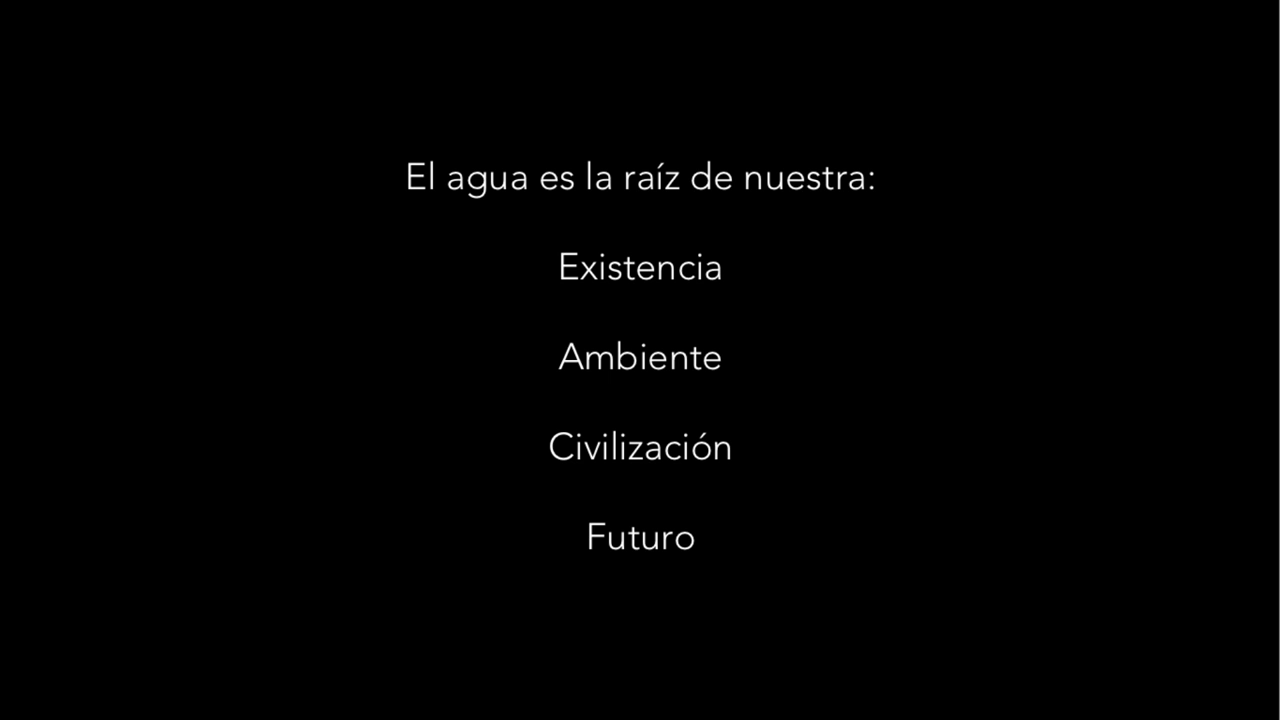 El agua es la raíz de nuestra:
Existencia
Ambiente
Civilización
Futuro